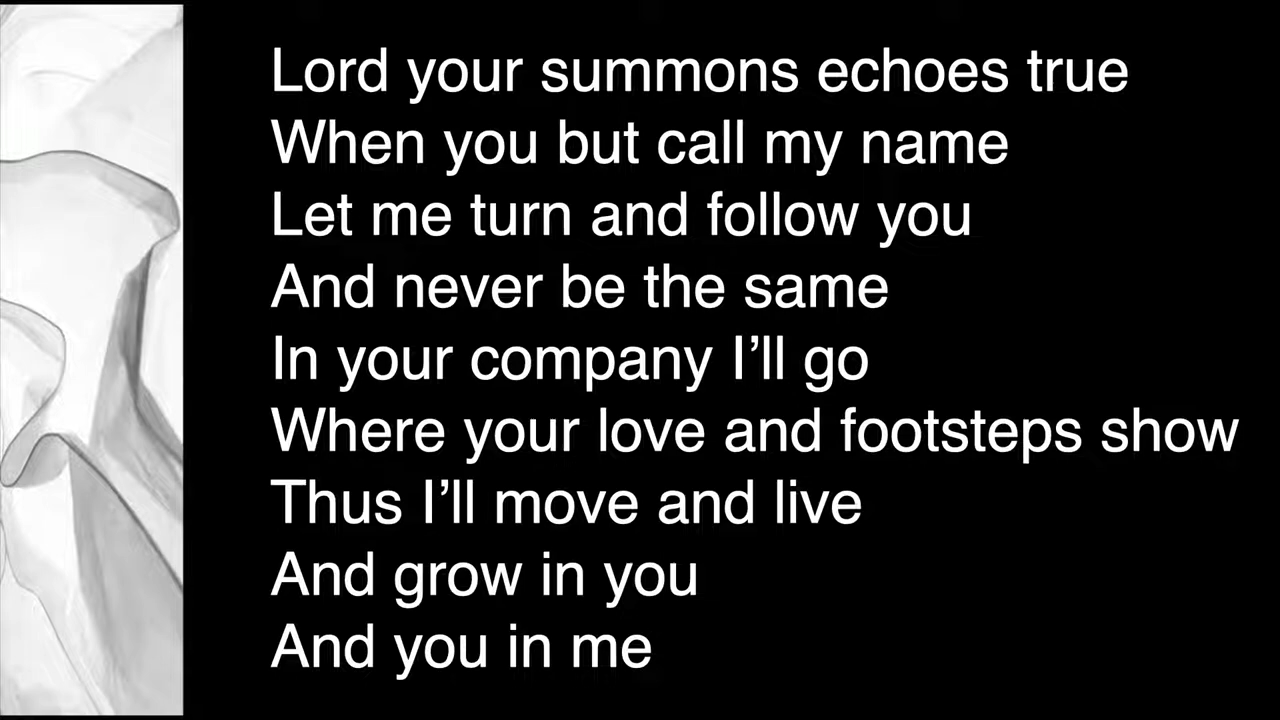 Lord your summons echoes true
When you but call my name
Let me turn and follow you
And never be the same
In your company I’ll go
Where your love and footsteps show
Thus I’ll move and live
And grow in you
And you in me